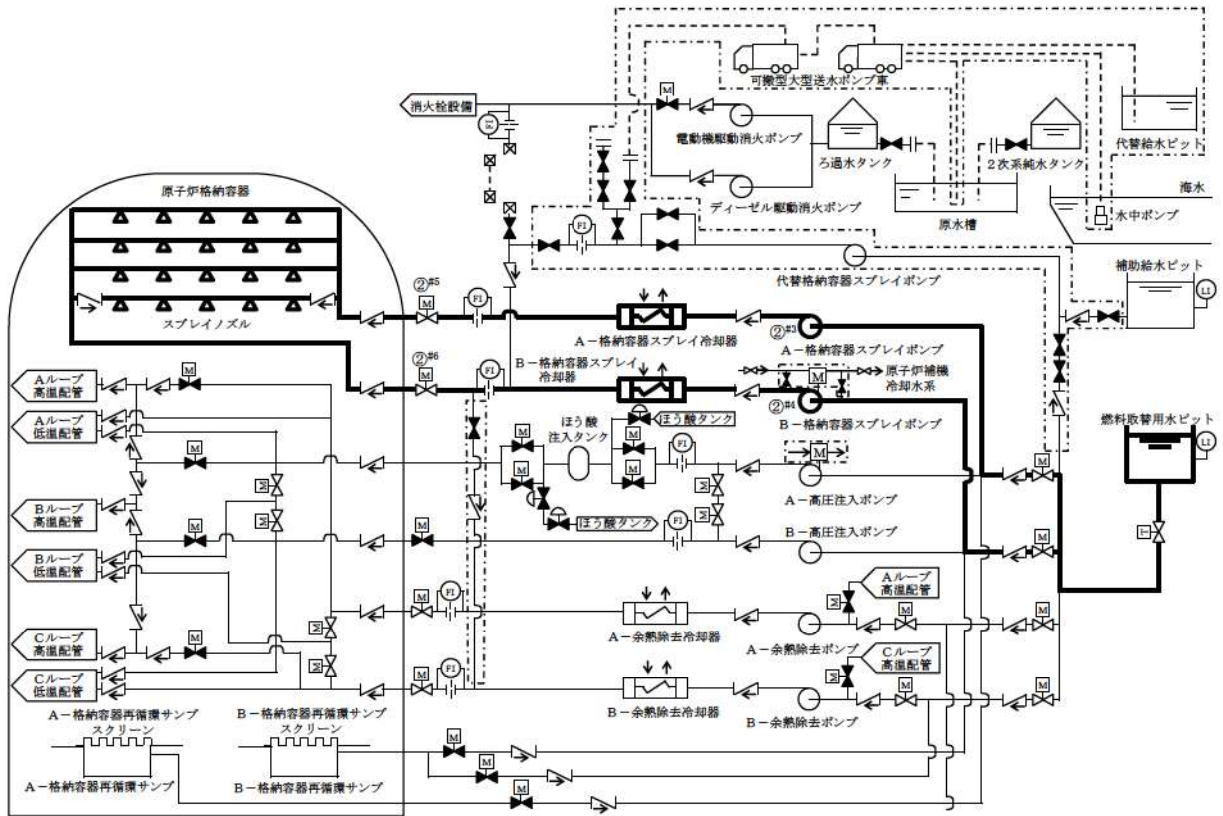 可搬型大型送水ポンプ車
M
消火栓設備
FI
電動機駆動消火ポンプ
ろ過水タンク
2次系純水タンク
代替給水ピット
海水
ディーゼル駆動消火ポンプ
原水槽
水中ポンプ
原子炉格納容器
FI
代替格納容器スプレイポンプ
補助給水ピット
LI
スプレイノズル
②#5
M
FI
A-格納容器スプレイ冷却器
②#3
A-格納容器スプレイポンプ
②#6
M
FI
B-格納容器スプレイ
冷却器
M
原子炉補機
冷却水系
②#4
B-格納容器スプレイポンプ
燃料取替用水ピット
LI
Aループ
高温配管
M
Aループ
低温配管
ほう酸
注入タンク
ほう酸タンク
M
M
M
FI
M
M
M
M
M
A-高圧注入ポンプ
M
ほう酸タンク
M
Bループ
高温配管
M
M
M
FI
B-高圧注入ポンプ
M
T
Bループ
低温配管
Aループ
高温配管
M
FI
M
M
M
M
A-余熱除去冷却器
A-余熱除去ポンプ
Cループ
高温配管
M
M
Cループ
高温配管
Cループ
低温配管
M
FI
M
M
M
B-余熱除去冷却器
B-余熱除去ポンプ
A-格納容器再循環サンプ
スクリーン
B-格納容器再循環サンプ
スクリーン
M
M
A-格納容器再循環サンプ
B-格納容器再循環サンプ
M